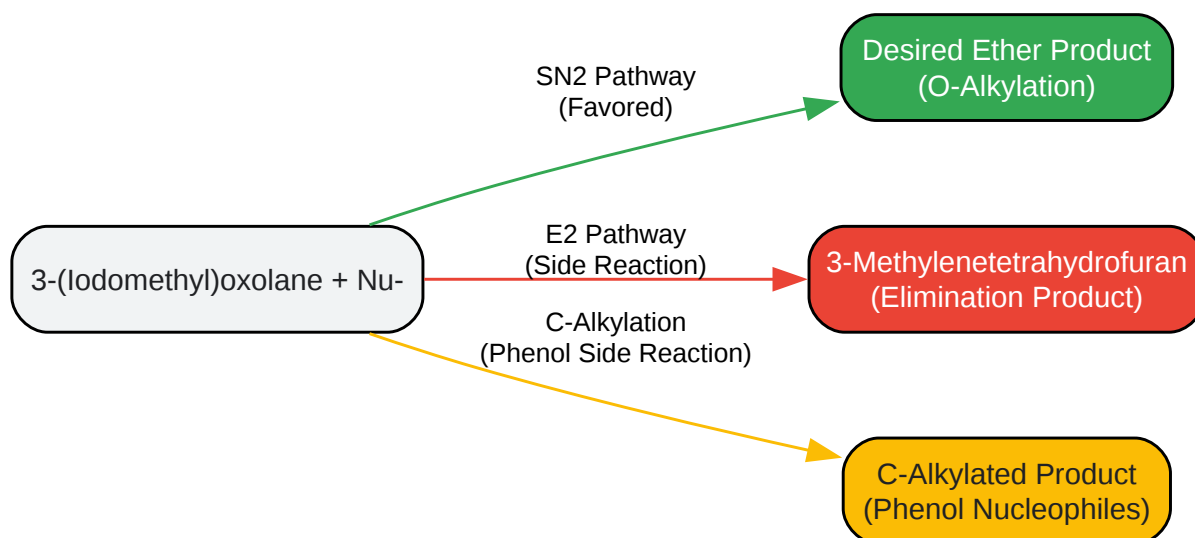 Desired Ether Product
(O-Alkylation)
SN2 Pathway
(Favored)
3-(Iodomethyl)oxolane + Nu-
E2 Pathway
(Side Reaction)
3-Methylenetetrahydrofuran
(Elimination Product)
C-Alkylation
(Phenol Side Reaction)
C-Alkylated Product
(Phenol Nucleophiles)